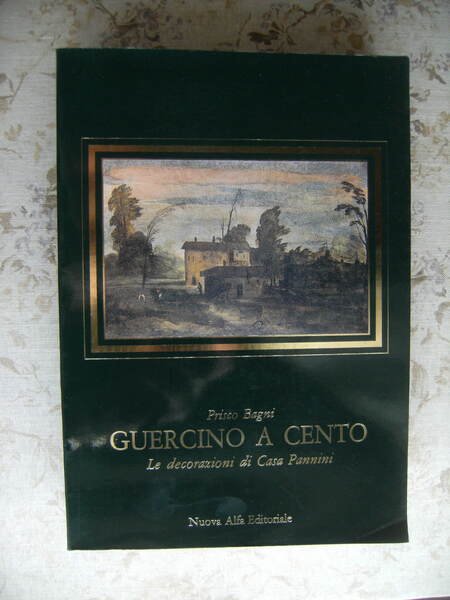 Prisco Bagni
GUERCINO A CENTO
Le decorazioni di Casa Pannini
Nuova Alfa Editoriale